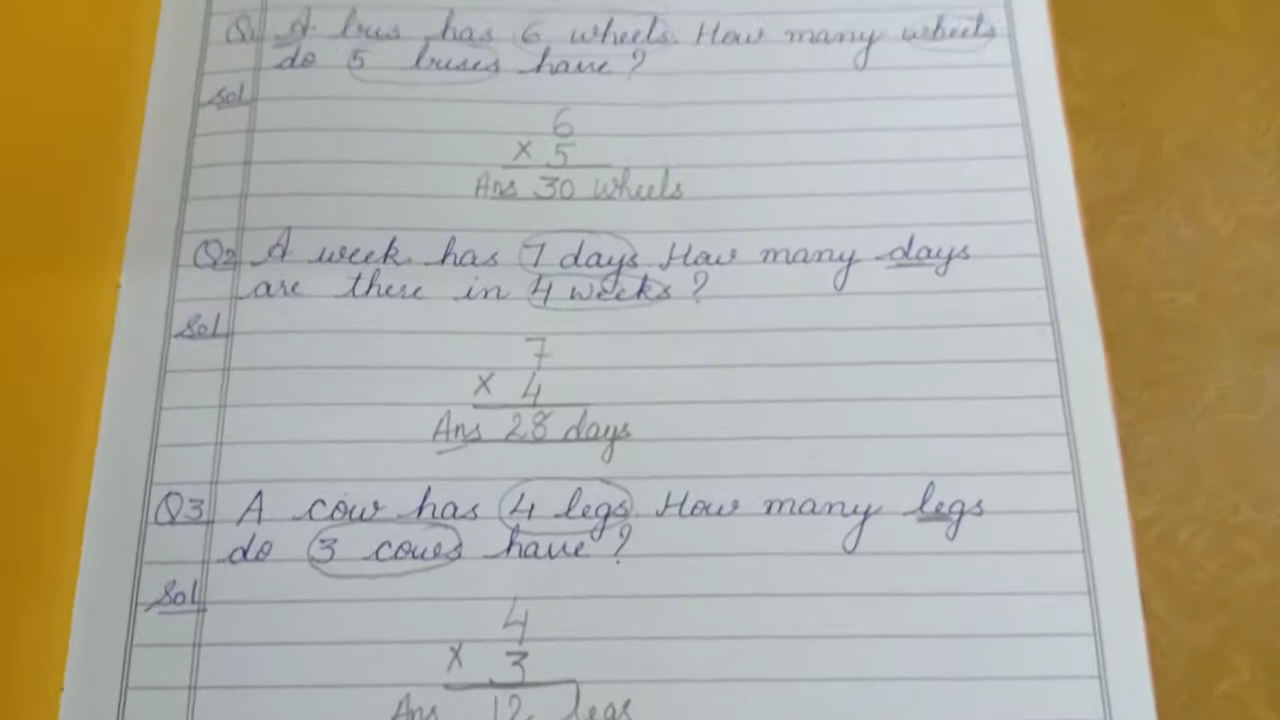 Q1 A bus has 6 wheels. How many wheels
do 5 buses have?
Sol
6
× 5
Ans 30 wheels
Q2 A week has 7 days. How many days
are there in 4 weeks?
Sol
7
× 4
Ans 28 days
Q3 A cow has 4 legs. How many legs
do 3 cows have?
Sol
4
× 3
Ans 12 legs